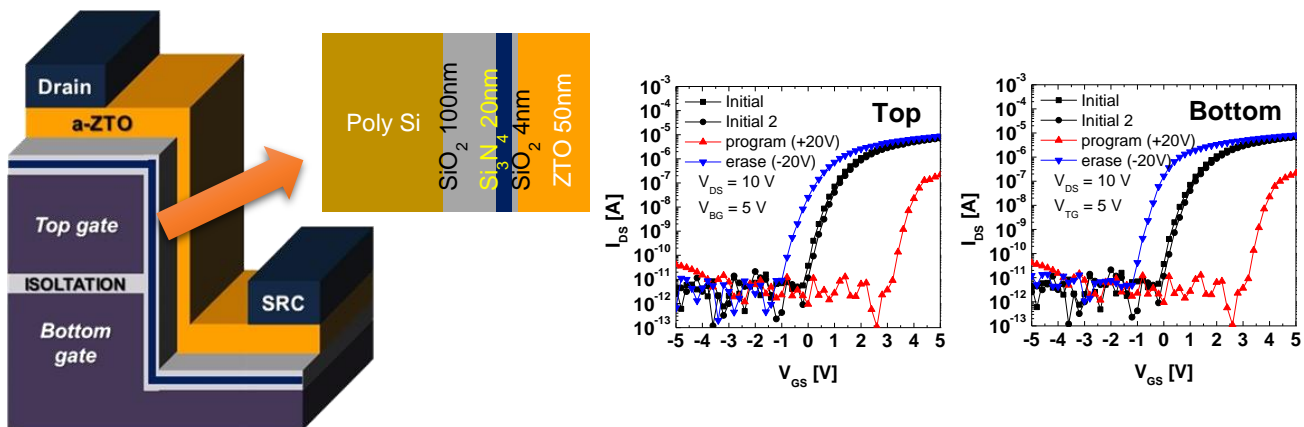 Drain
a-ZTO
Top gate
ISOLTATION
Bottom
gate
SRC
Poly Si
SiO2 100nm
Si3N4 20nm
SiO2 4nm
ZTO 50nm
Top
Initial
Initial 2
program (+20V)
erase (-20V)
VDS = 10 V
VBG = 5 V
IDS [A]
10-3
10-4
10-5
10-6
10-7
10-8
10-9
10-10
10-11
10-12
10-13
-5 -4 -3 -2 -1 0 1 2 3 4 5
VGS [V]
Bottom
Initial
Initial 2
program (+20V)
erase (-20V)
VDS = 10 V
VTG = 5 V
IDS [A]
10-3
10-4
10-5
10-6
10-7
10-8
10-9
10-10
10-11
10-12
10-13
-5 -4 -3 -2 -1 0 1 2 3 4 5
VGS [V]